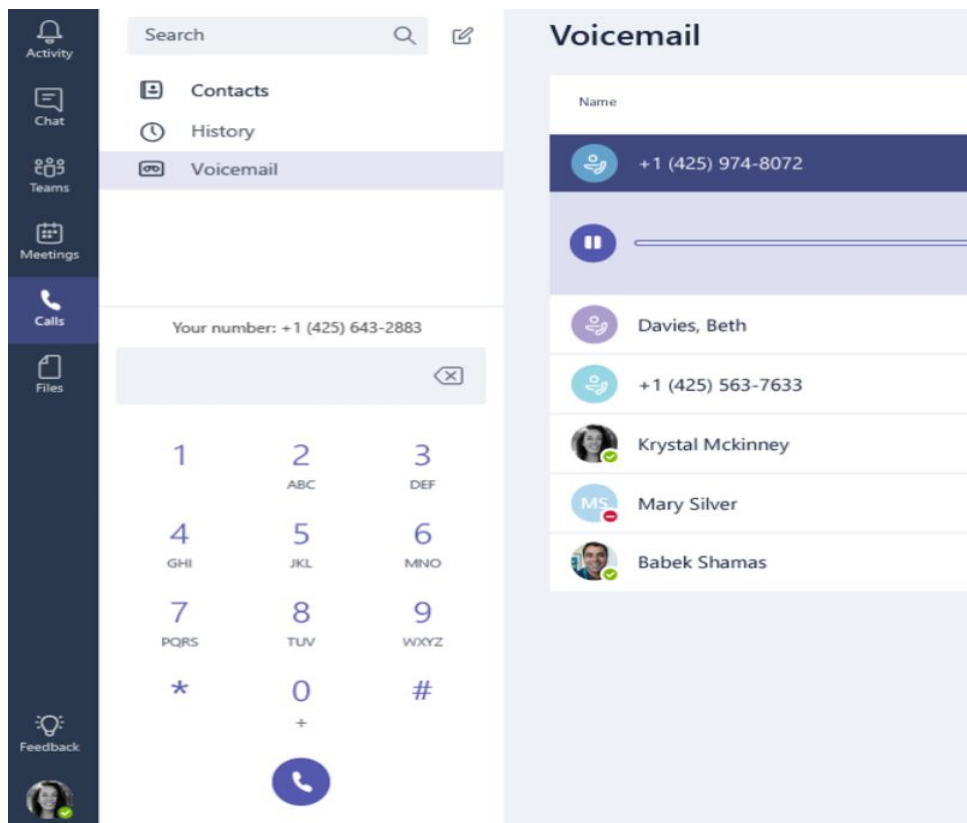 Activity
Chat
Teams
Meetings
Calls
Files
Feedback
Search
Contacts
History
Voicemail
Your number: +1 (425) 643-2883
1 2 3
ABC DEF
4 5 6
GHI JKL MNO
7 8 9
PQRS TUV WXYZ
* 0 #
+
Voicemail
Name
+1 (425) 974-8072
Davies, Beth
+1 (425) 563-7633
Krystal Mckinney
MS Mary Silver
Babek Shamas